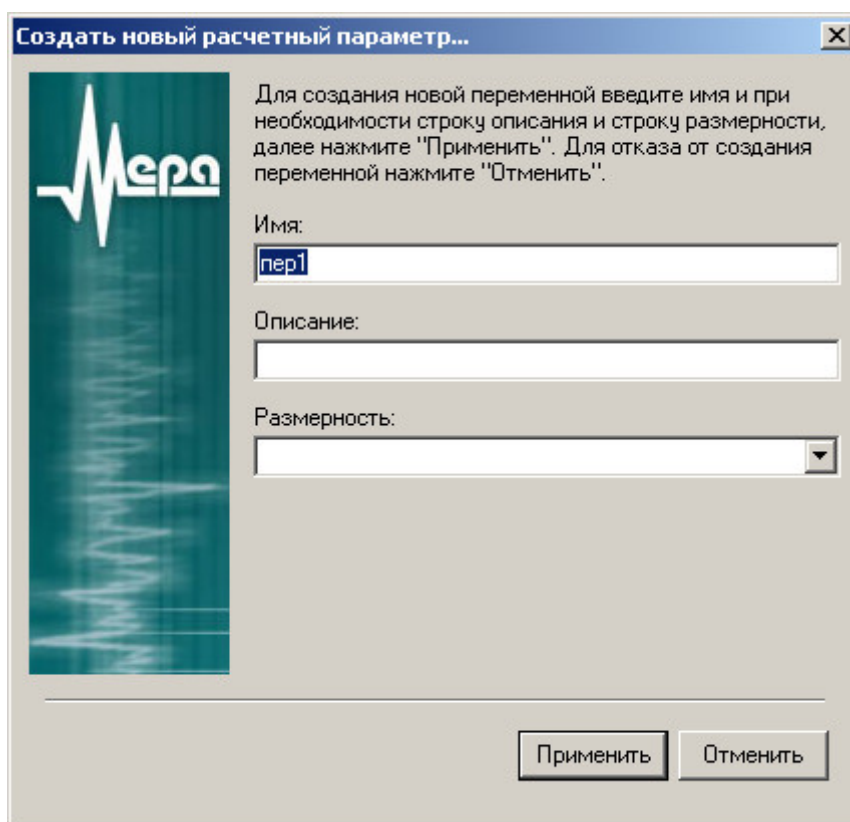 Создать новый расчетный параметр...
Мера
Для создания новой переменной введите имя и при
необходимости строку описания и строку размерности,
далее нажмите "Применить". Для отказа от создания
переменной нажмите "Отменить".
Имя:
пер1
Описание:
Размерность:
Применить
Отменить